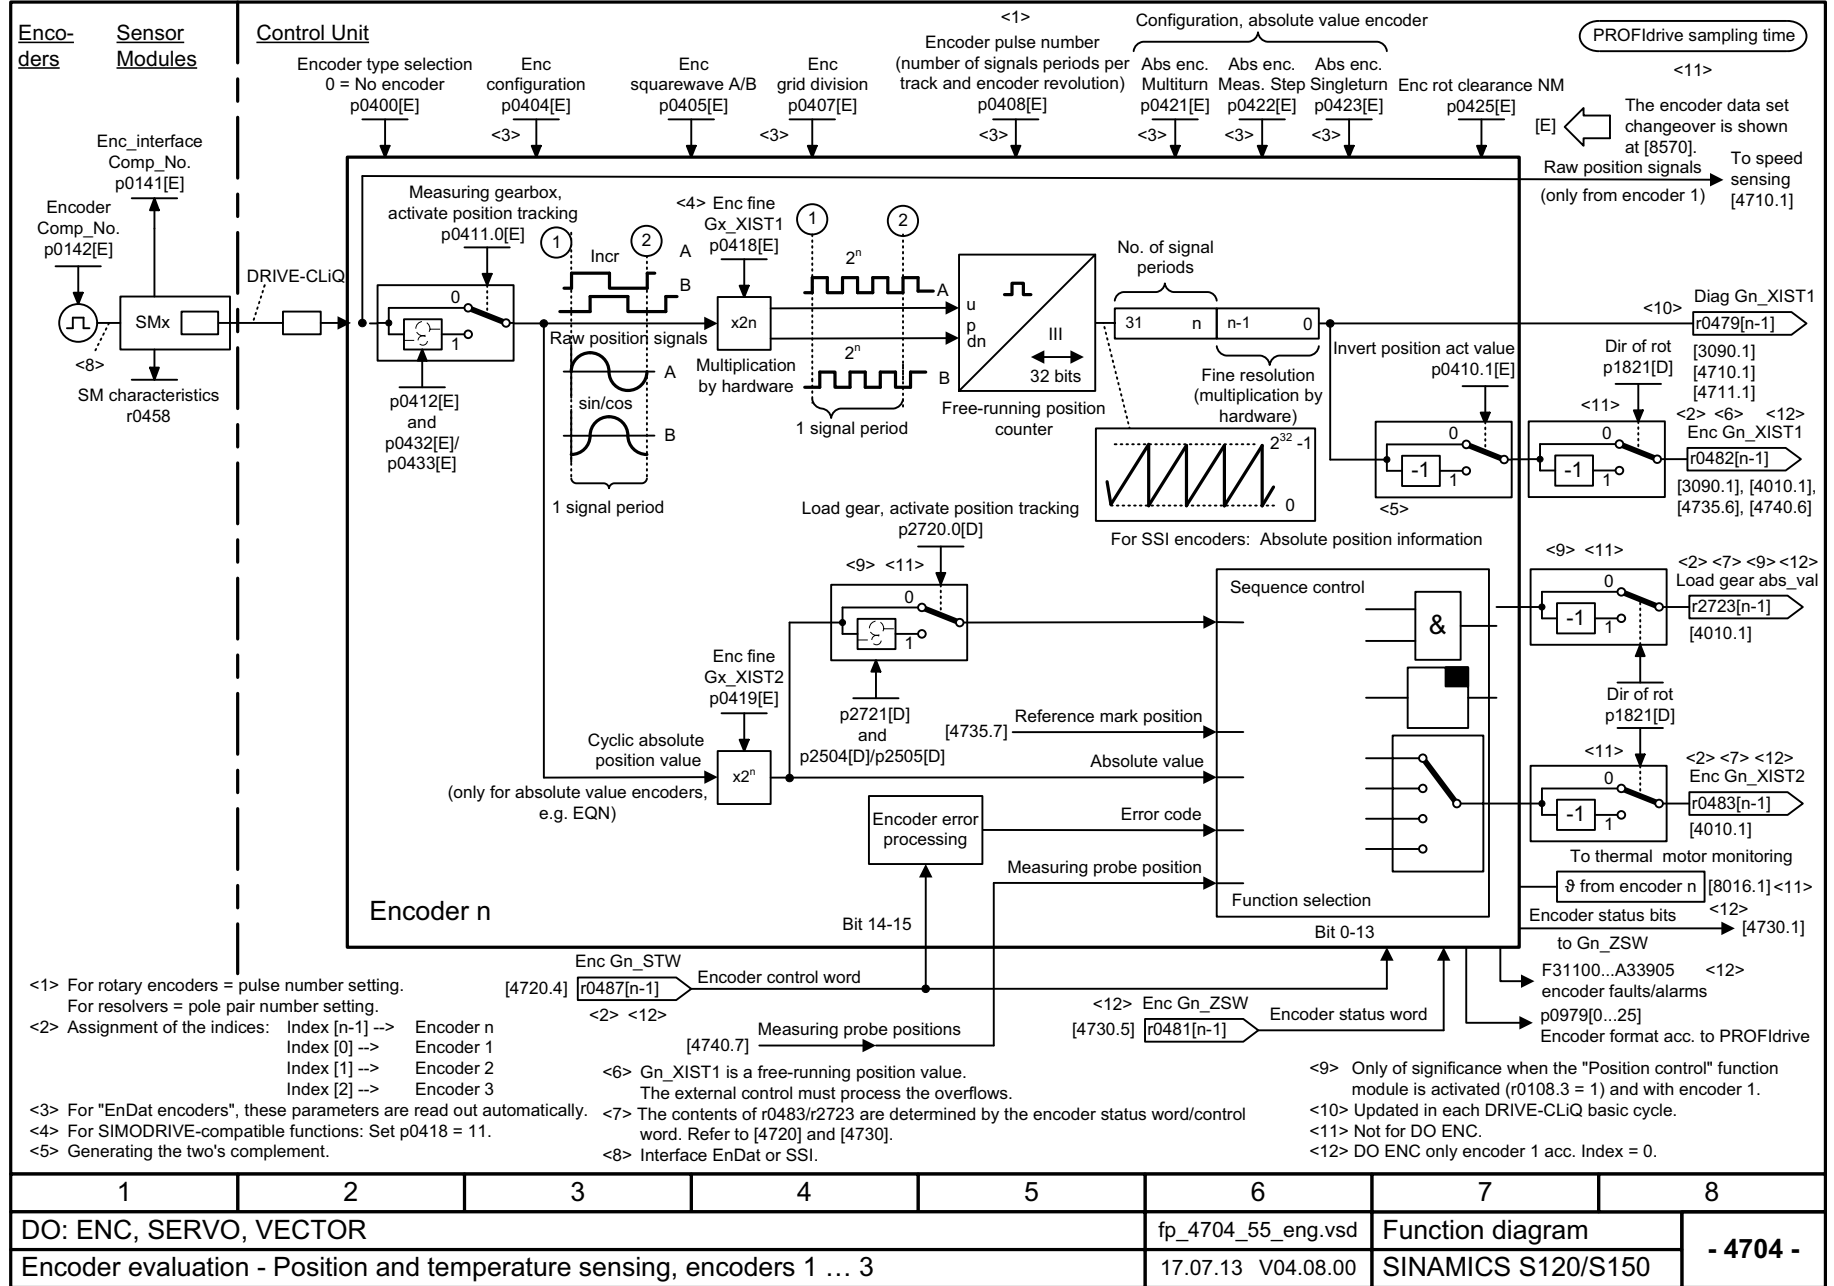 Enco-
ders
Sensor
Modules
Control Unit
Encoder type selection
0 = No encoder
p0400[E]
Enc
configuration
p0404[E]
<3>
Enc
squarewave A/B
p0405[E]
Enc
grid division
p0407[E]
<3>
<1>
Encoder pulse number
(number of signals periods per
track and encoder revolution)
p0408[E]
<3>
Configuration, absolute value encoder
Abs enc.
Multiturn
p0421[E]
<3>
Abs enc.
Meas. Step
p0422[E]
<3>
Abs enc.
Singleturn
p0423[E]
<3>
Enc rot clearance NM
p0425[E]
PROFIdrive sampling time
<11>
[E]
The encoder data set
changeover is shown
at [8570].
Raw position signals
(only from encoder 1)
To speed
sensing
[4710.1]
Enc_interface
Comp_No.
p0141[E]
Encoder
Comp_No.
p0142[E]
SMx
<8>
SM characteristics
r0458
DRIVE-CLiQ
Measuring gearbox,
activate position tracking
p0411.0[E]
0
1
p0412[E]
and
p0432[E]/
p0433[E]
1
2
Incr
A
B
Raw position signals
A
sin/cos
B
1 signal period
<4> Enc fine
Gx_XIST1
p0418[E]
x2n
Multiplication
by hardware
1
2
2n
A
2n
B
1 signal period
u
p
dn
III
32 bits
Free-running position
counter
No. of signal
periods
31
n
n-1
0
Fine resolution
(multiplication by
hardware)
232 -1
0
For SSI encoders: Absolute position information
Invert position act value
p0410.1[E]
0
-1
1
<5>
<10>
Diag Gn_XIST1
r0479[n-1]
[3090.1]
[4710.1]
[4711.1]
Dir of rot
p1821[D]
<11>
0
-1
1
<2> <6> <12>
Enc Gn_XIST1
r0482[n-1]
[3090.1], [4010.1],
[4735.6], [4740.6]
Load gear, activate position tracking
p2720.0[D]
<9> <11>
0
1
p2721[D]
and
p2504[D]/p2505[D]
Enc fine
Gx_XIST2
p0419[E]
Cyclic absolute
position value
x2n
(only for absolute value encoders,
e.g. EQN)
Sequence control
&
[4735.7]
Reference mark position
Absolute value
Encoder error
processing
Error code
Measuring probe position
Function selection
<9> <11>
0
-1
1
<2> <7> <9> <12>
Load gear abs_val
r2723[n-1]
[4010.1]
Dir of rot
p1821[D]
<11>
0
-1
1
<2> <7> <12>
Enc Gn_XIST2
r0483[n-1]
[4010.1]
To thermal motor monitoring
ϑ from encoder n
[8016.1]<11>
Encoder status bits
<12>
[4730.1]
to Gn_ZSW
Encoder n
Bit 14-15
Bit 0-13
Enc Gn_STW
[4720.4]
r0487[n-1]
Encoder control word
<2> <12>
Measuring probe positions
[4740.7]
<12> Enc Gn_ZSW
[4730.5]
r0481[n-1]
Encoder status word
F31100...A33905 <12>
encoder faults/alarms
p0979[0...25]
Encoder format acc. to PROFIdrive
<1> For rotary encoders = pulse number setting.
For resolvers = pole pair number setting.
<2> Assignment of the indices: Index [n-1] --> Encoder n
Index [0] --> Encoder 1
Index [1] --> Encoder 2
Index [2] --> Encoder 3
<3> For "EnDat encoders", these parameters are read out automatically.
<4> For SIMODRIVE-compatible functions: Set p0418 = 11.
<5> Generating the two's complement.
<6> Gn_XIST1 is a free-running position value.
The external control must process the overflows.
<7> The contents of r0483/r2723 are determined by the encoder status word/control
word. Refer to [4720] and [4730].
<8> Interface EnDat or SSI.
<9> Only of significance when the "Position control" function
module is activated (r0108.3 = 1) and with encoder 1.
<10> Updated in each DRIVE-CLiQ basic cycle.
<11> Not for DO ENC.
<12> DO ENC only encoder 1 acc. Index = 0.
1 2 3 4 5 6 7 8
DO: ENC, SERVO, VECTOR
fp_4704_55_eng.vsd
Function diagram
- 4704 -
Encoder evaluation - Position and temperature sensing, encoders 1 … 3
17.07.13 V04.08.00
SINAMICS S120/S150